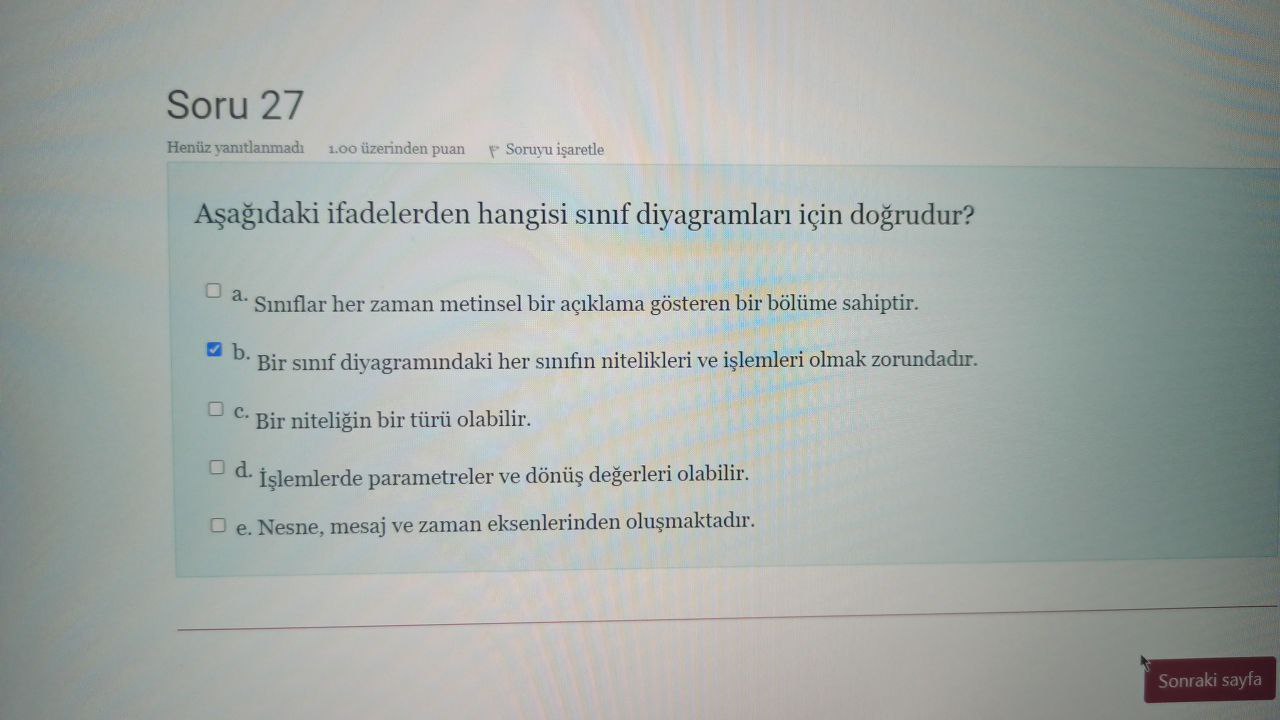 Soru 27
Henüz yanıtlanmadı 1.00 üzerinden puan Soruyu işaretle
Aşağıdaki ifadelerden hangisi sınıf diyagramları için doğrudur?
a. Sınıflar her zaman metinsel bir açıklama gösteren bir bölüme sahiptir.
b. Bir sınıf diyagramındaki her sınıfın nitelikleri ve işlemleri olmak zorundadır.
c. Bir niteliğin bir türü olabilir.
d. İşlemlerde parametreler ve dönüş değerleri olabilir.
e. Nesne, mesaj ve zaman eksenlerinden oluşmaktadır.
Sonraki sayfa